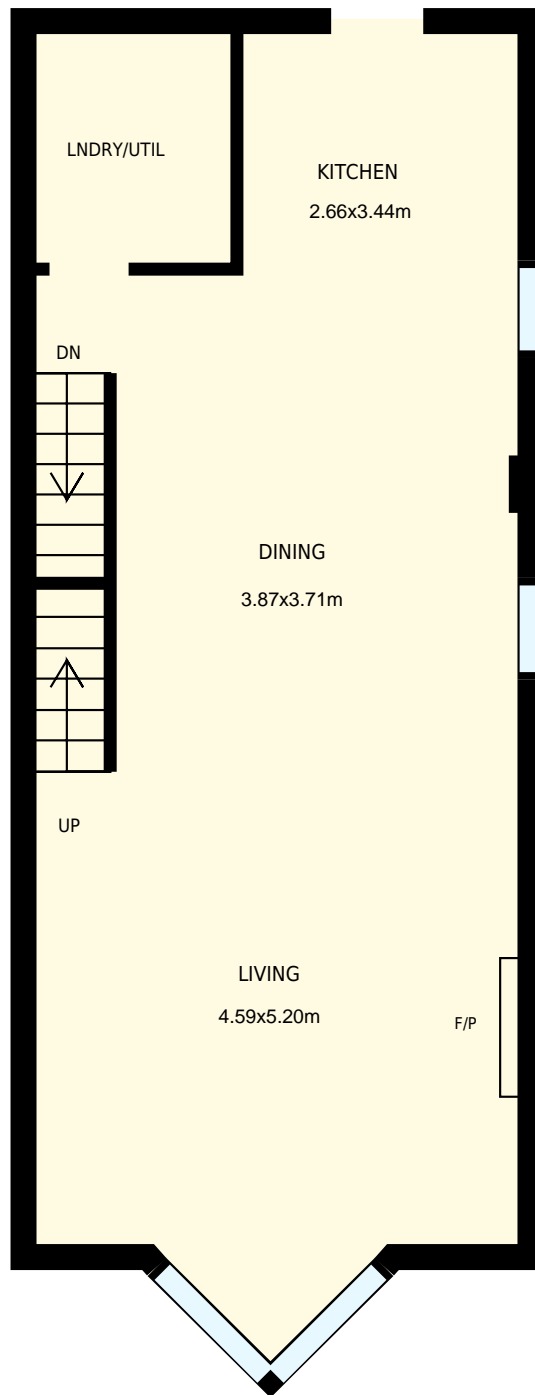 LNDRY/UTIL
KITCHEN
2.66x3.44m
DN
DINING
3.87x3.71m
UP
LIVING
4.59x5.20m
F/P